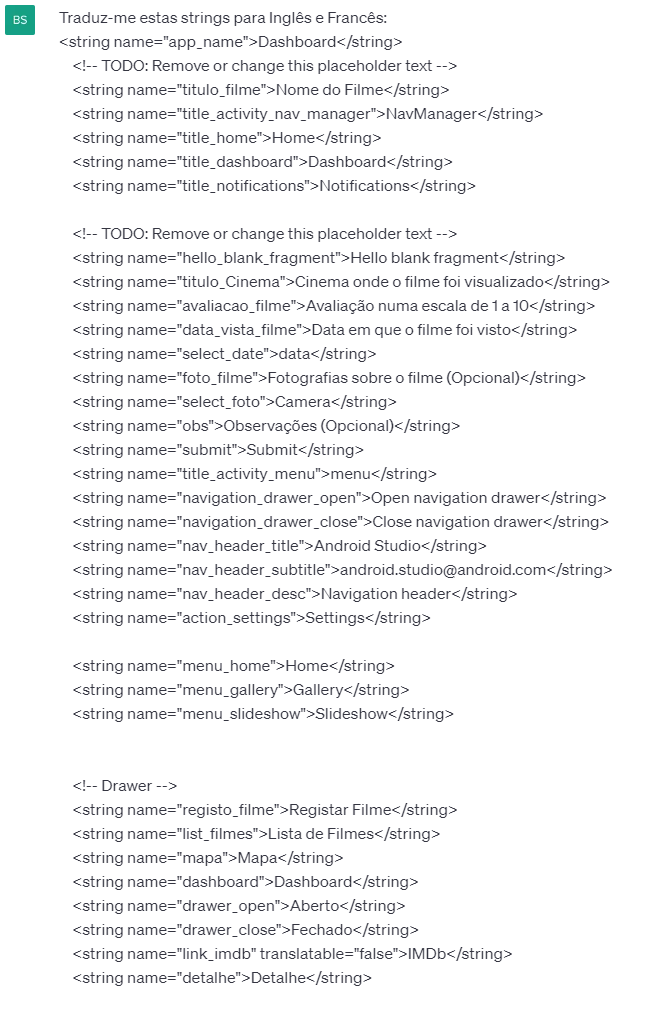 BS
Traduz-me estas strings para Inglês e Francês:
<string name="app_name">Dashboard</string>
<!-- TODO: Remove or change this placeholder text -->
<string name="titulo_filme">Nome do Filme</string>
<string name="title_activity_nav_manager">NavManager</string>
<string name="title_home">Home</string>
<string name="title_dashboard">Dashboard</string>
<string name="title_notifications">Notifications</string>
<!-- TODO: Remove or change this placeholder text -->
<string name="hello_blank_fragment">Hello blank fragment</string>
<string name="titulo_Cinema">Cinema onde o filme foi visualizado</string>
<string name="avaliacao_filme">Avaliação numa escala de 1 a 10</string>
<string name="data_vista_filme">Data em que o filme foi visto</string>
<string name="select_date">data</string>
<string name="foto_filme">Fotografias sobre o filme (Opcional)</string>
<string name="select_foto">Camera</string>
<string name="obs">Observações (Opcional)</string>
<string name="submit">Submit</string>
<string name="title_activity_menu">menu</string>
<string name="navigation_drawer_open">Open navigation drawer</string>
<string name="navigation_drawer_close">Close navigation drawer</string>
<string name="nav_header_title">Android Studio</string>
<string name="nav_header_subtitle">android.studio@android.com</string>
<string name="nav_header_desc">Navigation header</string>
<string name="action_settings">Settings</string>
<string name="menu_home">Home</string>
<string name="menu_gallery">Gallery</string>
<string name="menu_slideshow">Slideshow</string>
<!-- Drawer -->
<string name="registo_filme">Registar Filme</string>
<string name="list_filmes">Lista de Filmes</string>
<string name="mapa">Mapa</string>
<string name="dashboard">Dashboard</string>
<string name="drawer_open">Aberto</string>
<string name="drawer_close">Fechado</string>
<string name="link_imdb" translatable="false">IMDb</string>
<string name="detalhe">Detalhe</string>